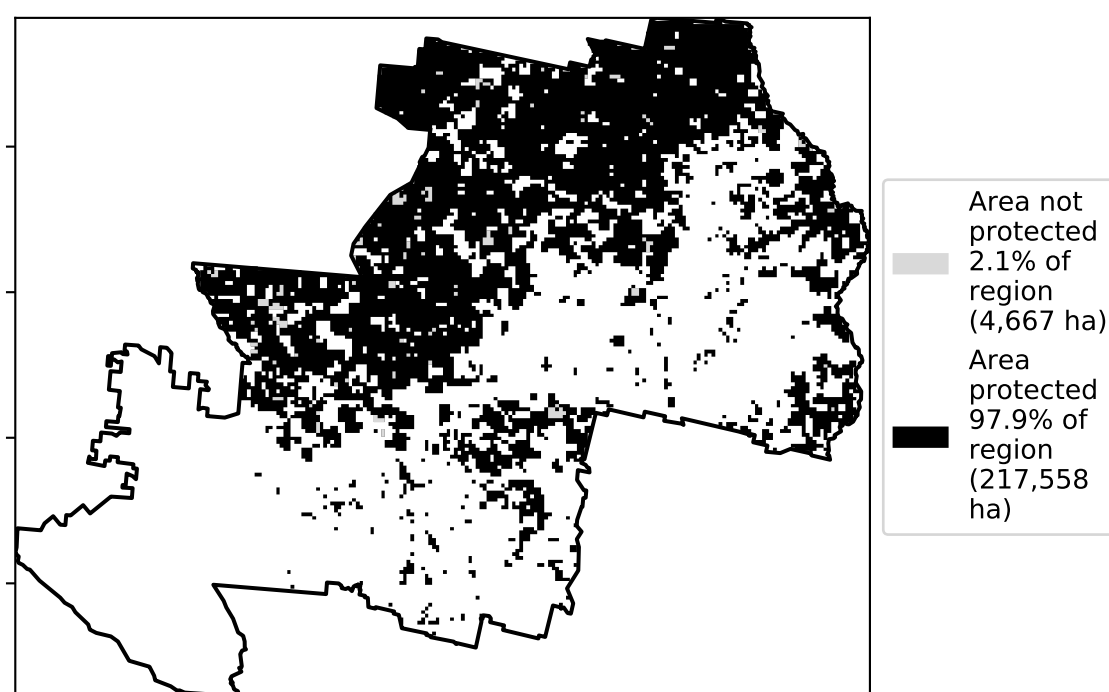 Area not
protected
2.1% of
region
(4,667 ha)
Area
protected
97.9% of
region
(217,558
ha)